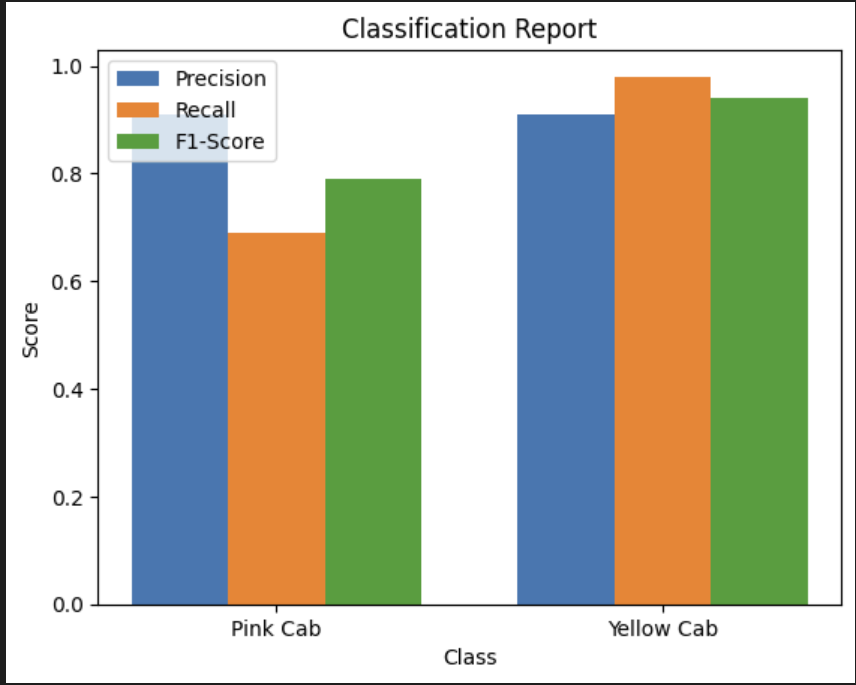 Classification Report
Precision
Recall
F1-Score
1.0
0.8
0.6
0.4
0.2
0.0
Score
Pink Cab
Yellow Cab
Class